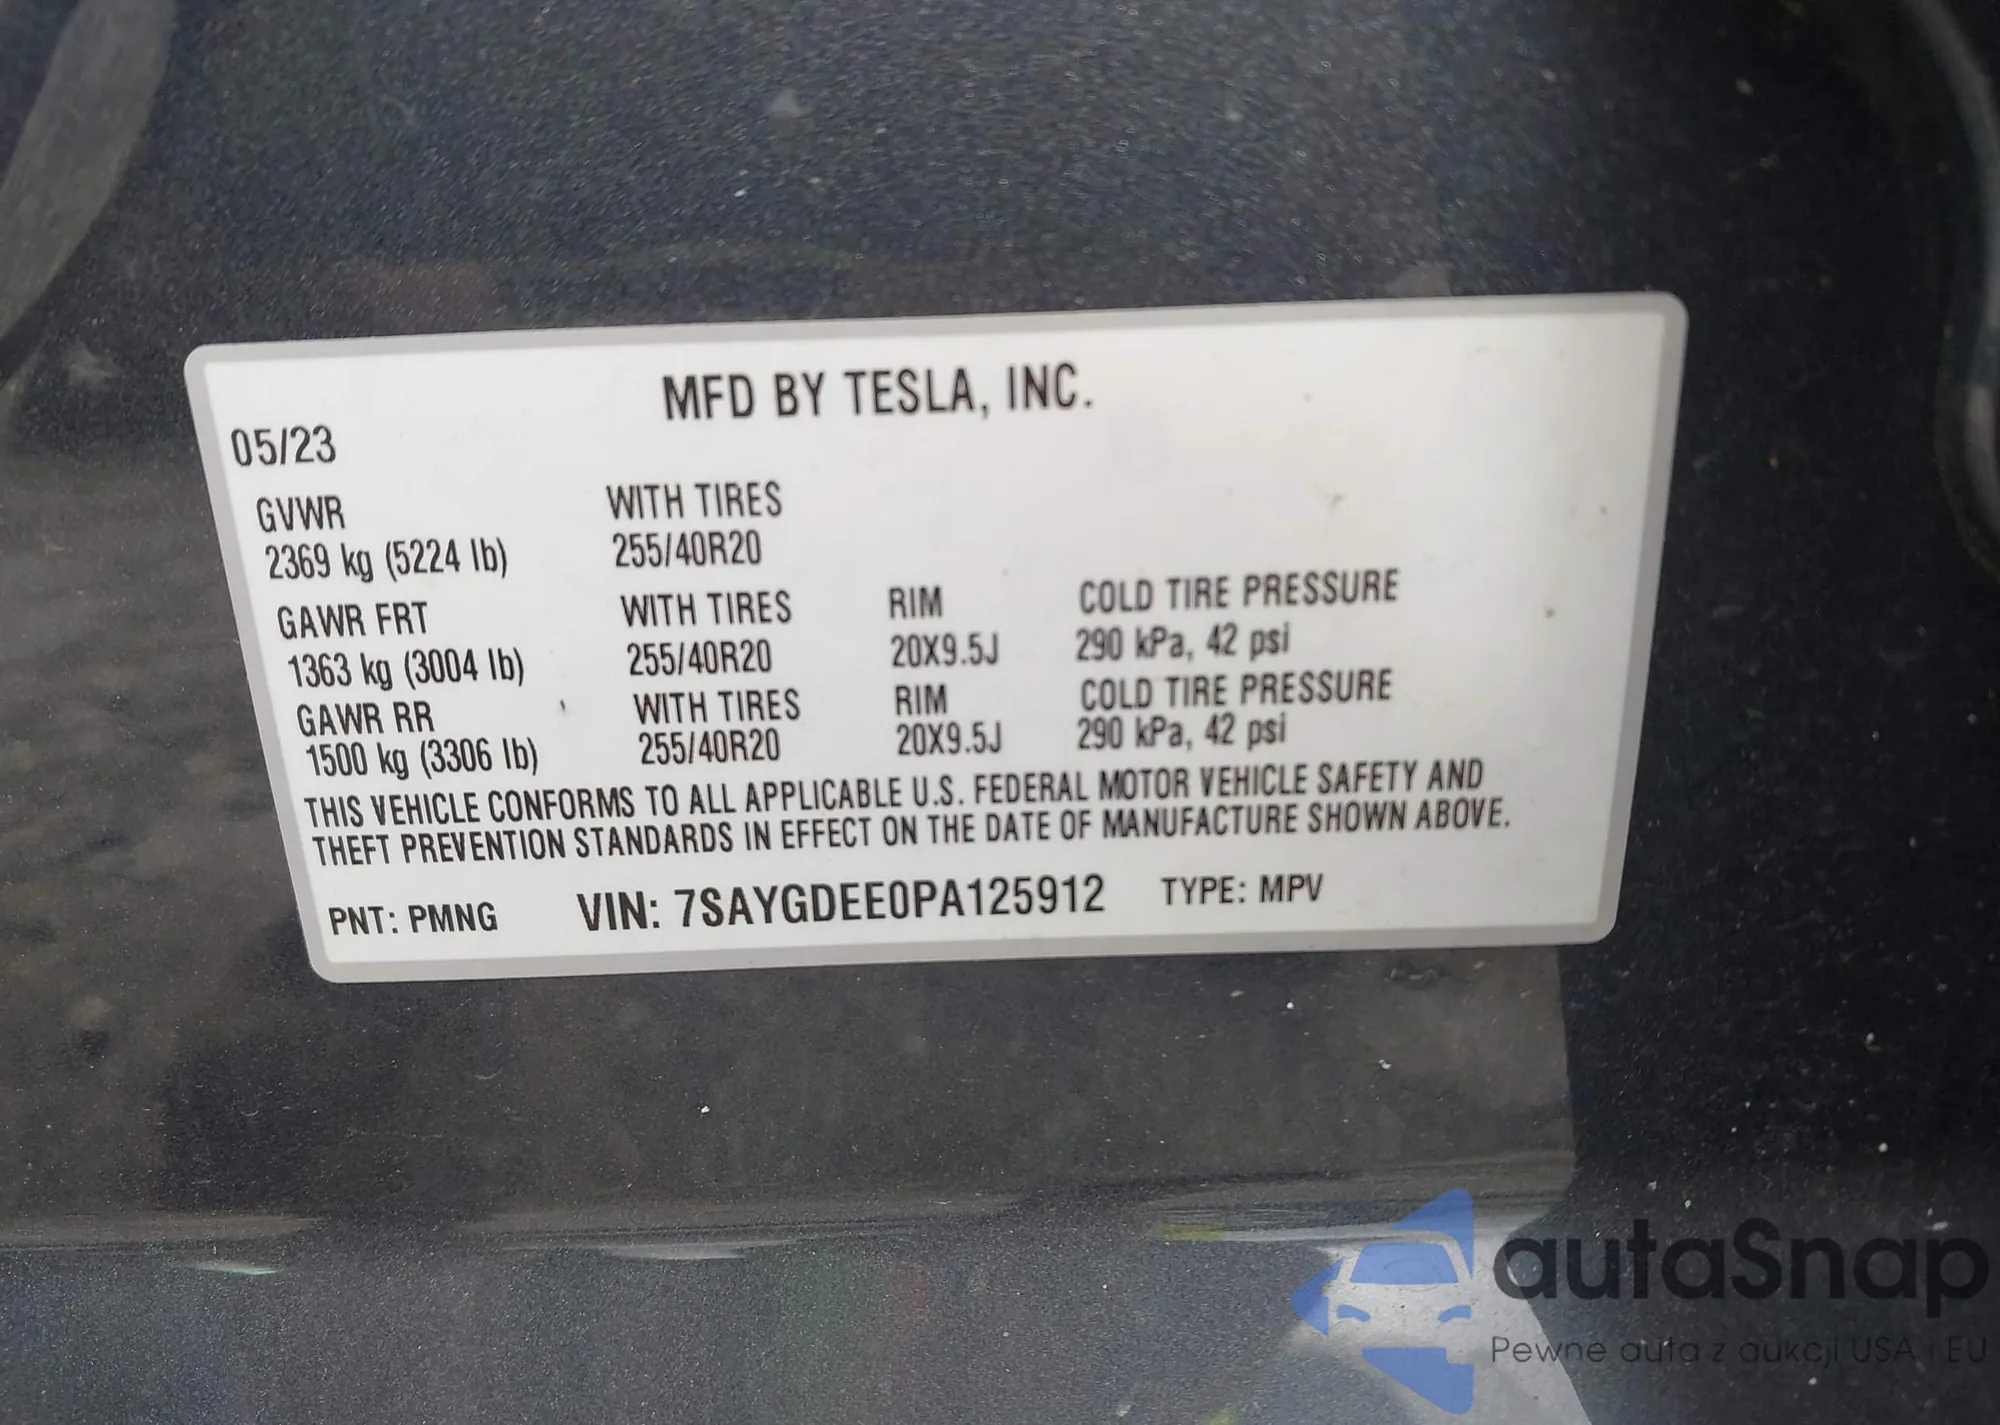 MFD BY TESLA, INC.
05/23
GVWR WITH TIRES
2369 kg (5224 lb) 255/40R20
GAWR FRT WITH TIRES RIM COLD TIRE PRESSURE
1363 kg (3004 lb) 255/40R20 20X9.5J 290 kPa, 42 psi
GAWR RR WITH TIRES RIM COLD TIRE PRESSURE
1500 kg (3306 lb) 255/40R20 20X9.5J 290 kPa, 42 psi
THIS VEHICLE CONFORMS TO ALL APPLICABLE U.S. FEDERAL MOTOR VEHICLE SAFETY AND
THEFT PREVENTION STANDARDS IN EFFECT ON THE DATE OF MANUFACTURE SHOWN ABOVE.
PNT: PMNG VIN: 7SAYGDEE0PA125912 TYPE: MPV
autaSnap
Pewne auta z aukcji USA i EU